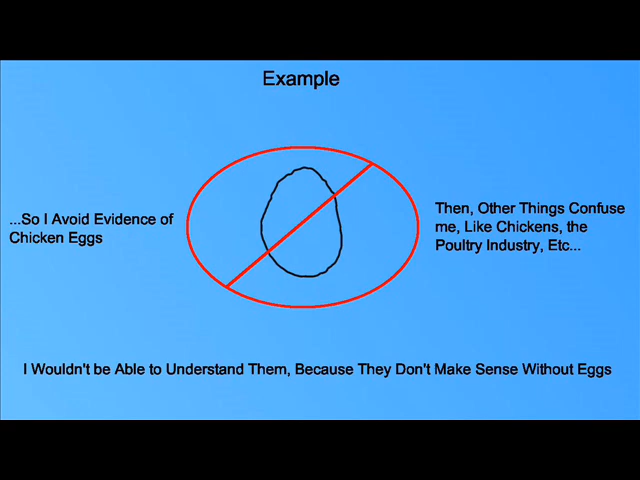 Example
...So I Avoid Evidence of
Chicken Eggs
Then, Other Things Confuse
me, Like Chickens, the
Poultry Industry, Etc...
I Wouldn't be Able to Understand Them, Because They Don't Make Sense Without Eggs